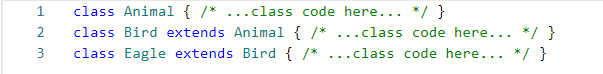 1 class Animal { /* ...class code here... */ }
2 class Bird extends Animal { /* ...class code here... */ }
3 class Eagle extends Bird { /* ...class code here... */ }